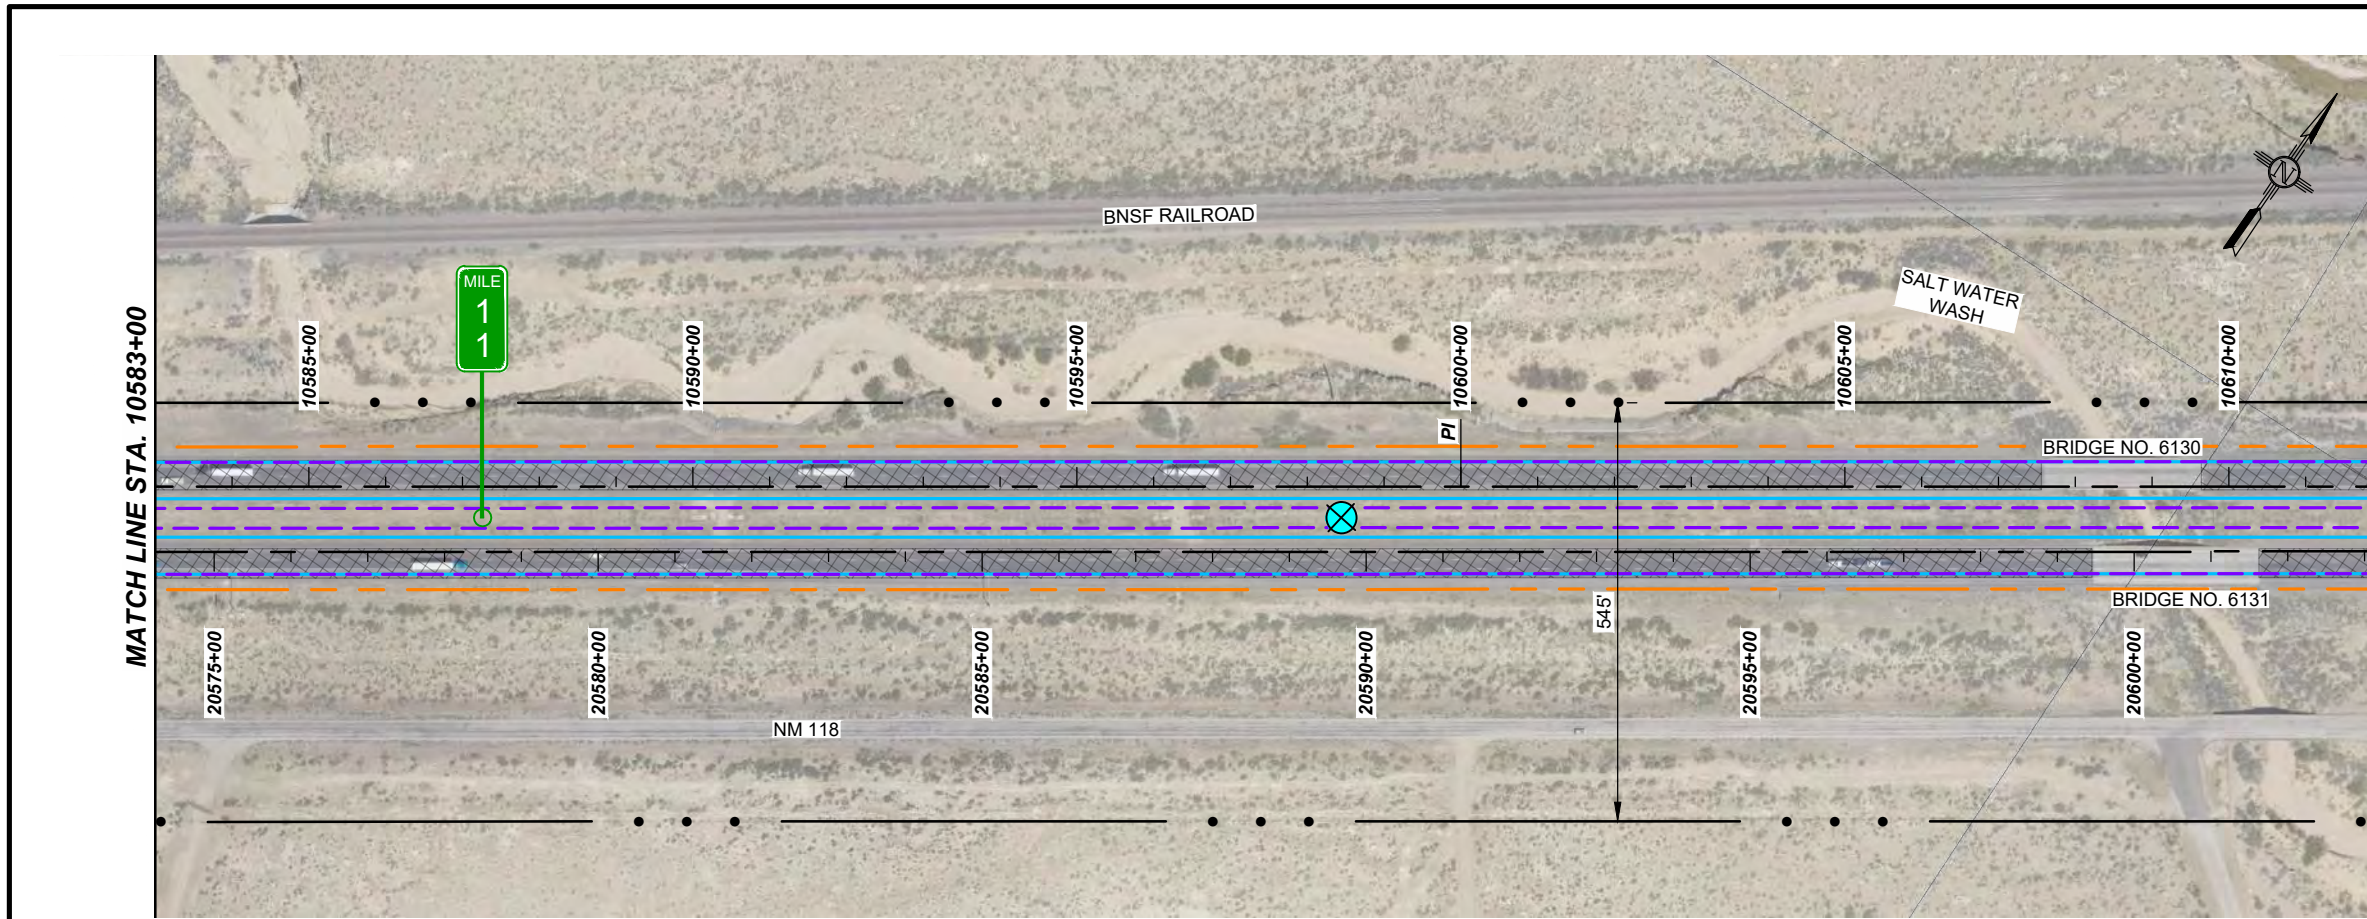 BNSF RAILROAD
MILE
1
1
SALT WATER
WASH
MATCH LINE STA. 10583+00
10585+00
10590+00
10595+00
10600+00
10605+00
10610+00
PI
BRIDGE NO. 6130
N
545'
BRIDGE NO. 6131
20575+00
20580+00
20585+00
20590+00
20595+00
20600+00
NM 118